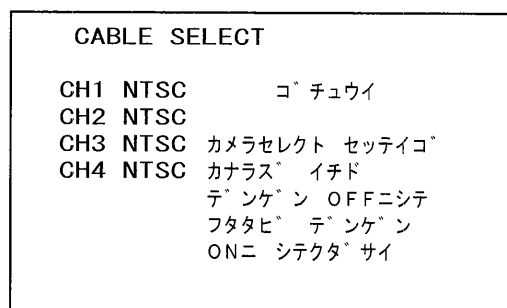 CABLE SELECT
CH1 NTSC ゴチュウイ
CH2 NTSC
CH3 NTSC カメラセレクト セッテイゴ
CH4 NTSC カナラズ イチド
デンゲン OFFニシテ
フタタビ デンゲン
ONニ シテクダサイ